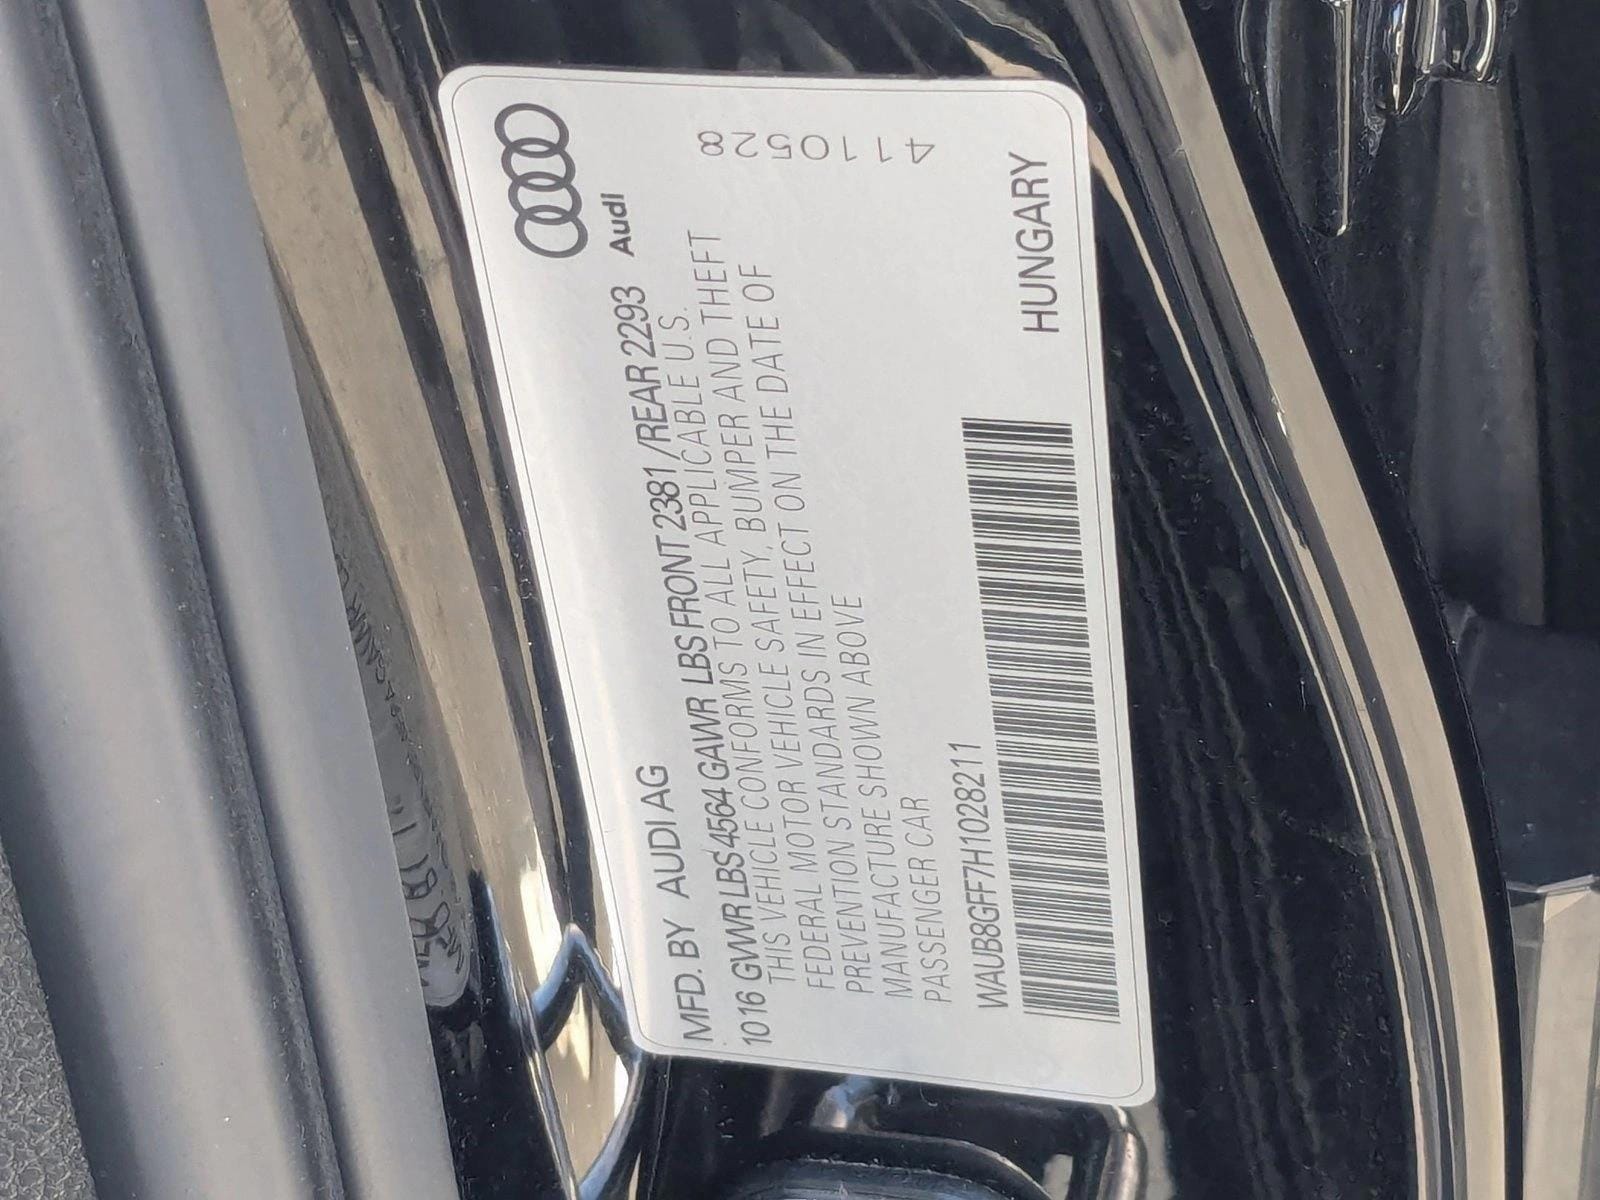 MFD. BY AUDI AG
Audi
1016 GVWR LBS 4564 GAWR LBS FRONT 2381 /REAR 2293
THIS VEHICLE CONFORMS TO ALL APPLICABLE U.S.
FEDERAL MOTOR VEHICLE SAFETY, BUMPER AND THEFT
PREVENTION STANDARDS IN EFFECT ON THE DATE OF
MANUFACTURE SHOWN ABOVE
PASSENGER CAR
4110528
WAUB8GFF7H1028211
HUNGARY